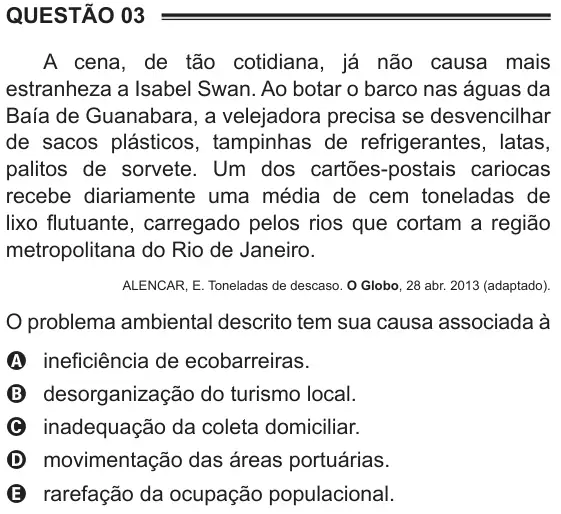 QUESTÃO 03
A cena, de tão cotidiana, já não causa mais
estranheza a Isabel Swan. Ao botar o barco nas águas da
Baía de Guanabara, a velejadora precisa se desvencilhar
de sacos plásticos, tampinhas de refrigerantes, latas,
palitos de sorvete. Um dos cartões-postais cariocas
recebe diariamente uma média de cem toneladas de
lixo flutuante, carregado pelos rios que cortam a região
metropolitana do Rio de Janeiro.
ALENCAR, E. Toneladas de descaso. O Globo, 28 abr. 2013 (adaptado).
O problema ambiental descrito tem sua causa associada à
A ineficiência de ecobarreiras.
B desorganização do turismo local.
C inadequação da coleta domiciliar.
D movimentação das áreas portuárias.
E rarefação da ocupação populacional.